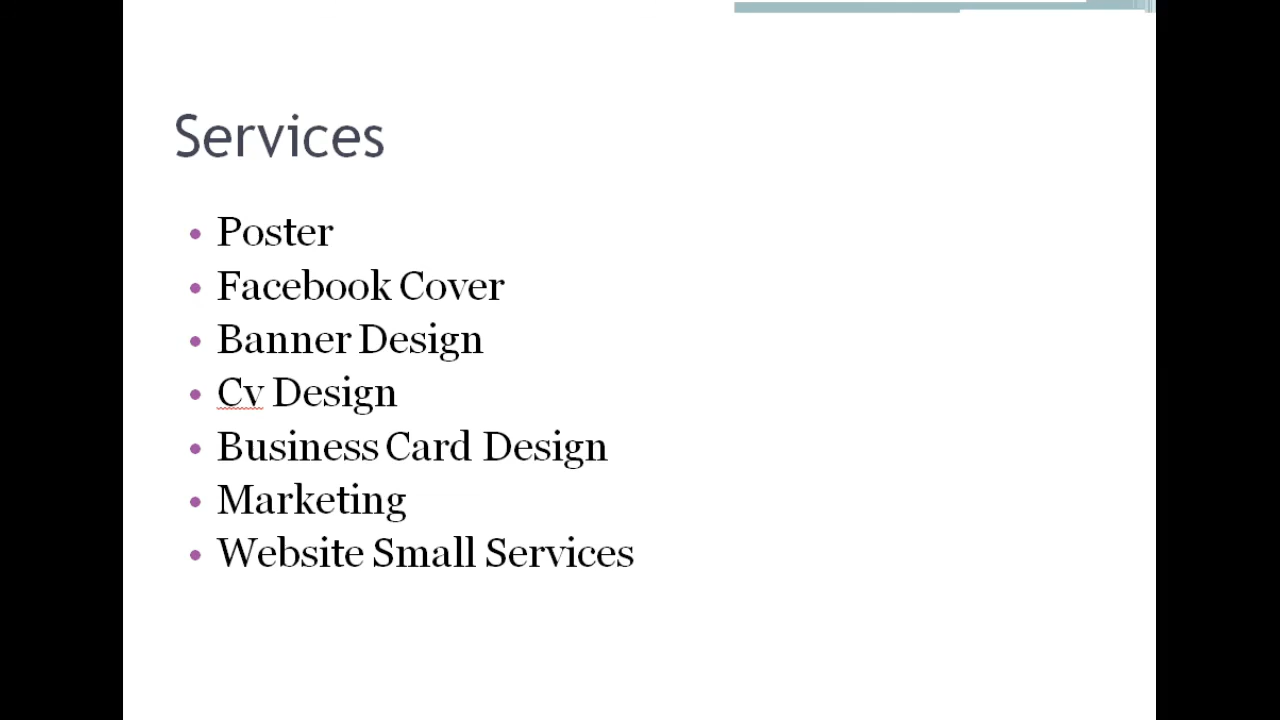 Services
• Poster
• Facebook Cover
• Banner Design
• Cv Design
• Business Card Design
• Marketing
• Website Small Services